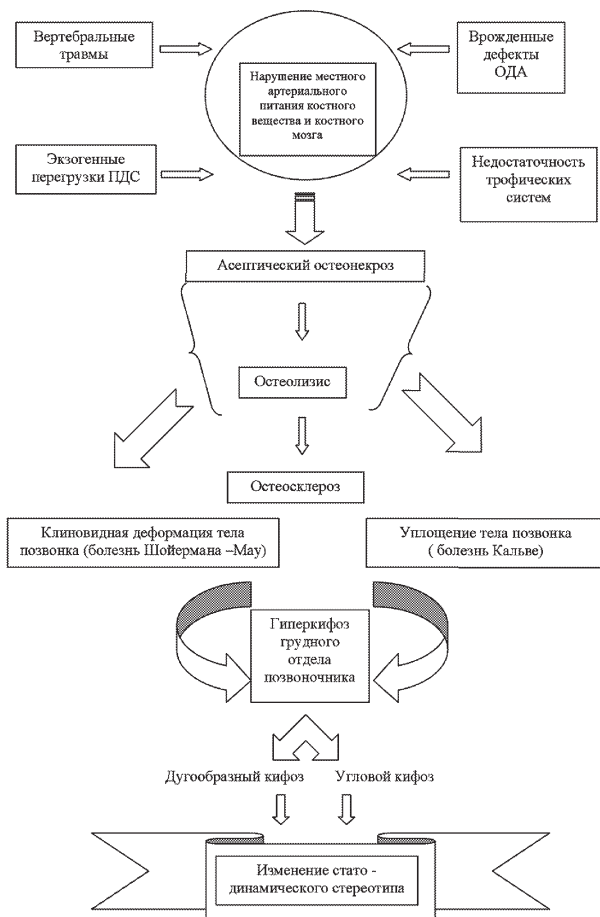 Вертебральные
травмы
Врожденные
дефекты
ОДА
Нарушение местного
артериального
питания костного
вещества и костного
мозга
Экзогенные
перегрузки ПДС
Недостаточность
трофических
систем
Асептический остеонекроз
Остеолизис
Остеосклероз
Клиновидная деформация тела
позвонка (болезнь Шойермана –Мау)
Уплощение тела позвонка
( болезнь Кальве)
Гиперкифоз
грудного
отдела
позвоночника
Дугообразный кифоз
Угловой кифоз
Изменение стато -
динамического стереотипа